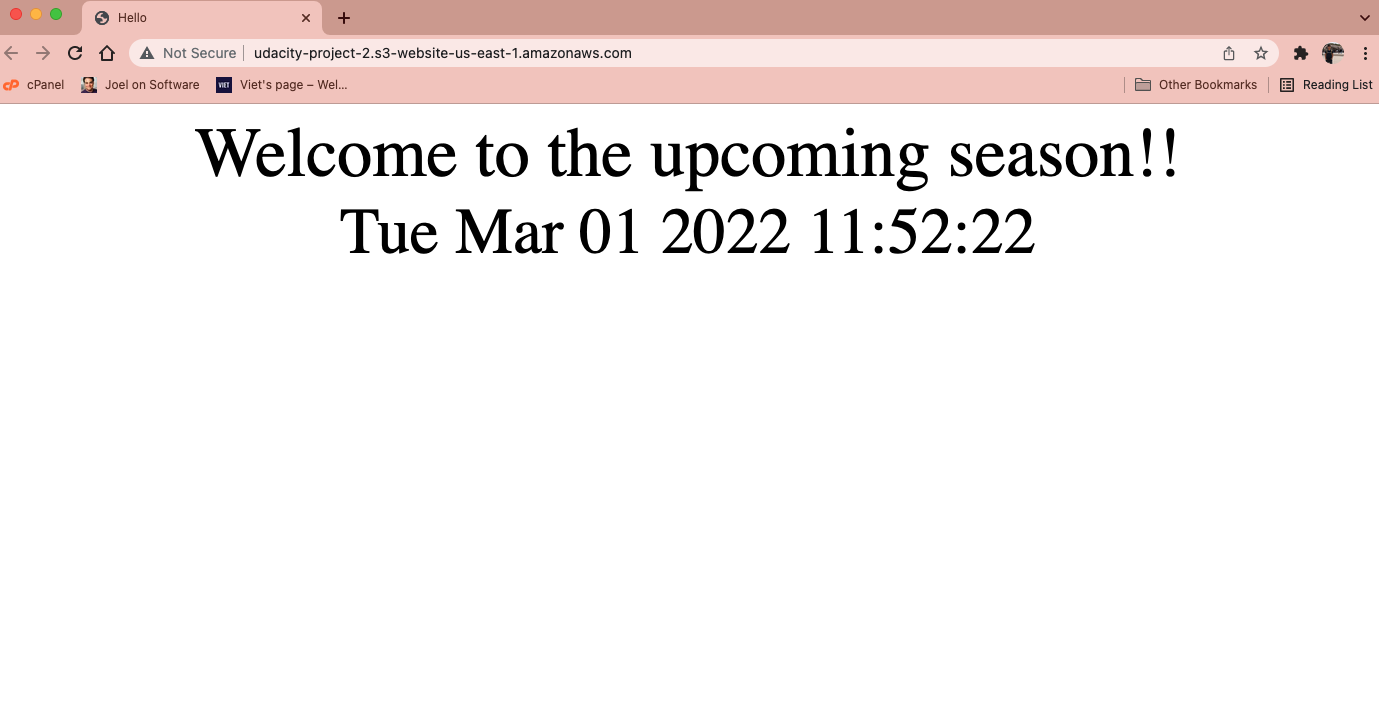 Hello
Not Secure udacity-project-2.s3-website-us-east-1.amazonaws.com
cPanel Joel on Software VIET Viet's page – Wel... Other Bookmarks Reading List
Welcome to the upcoming season!!
Tue Mar 01 2022 11:52:22